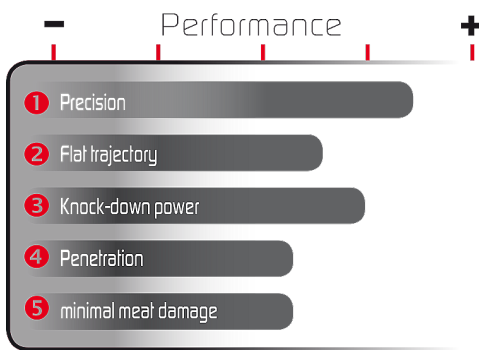 - Performance +
1 Precision
2 Flat trajectory
3 Knock-down power
4 Penetration
5 minimal meat damage